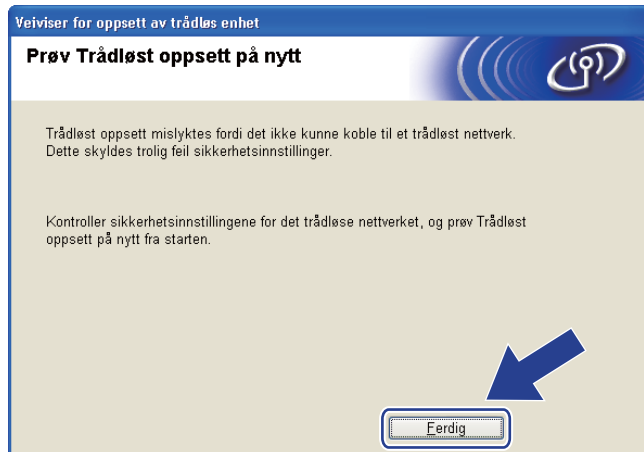 Veiviser for oppsett av trådløs enhet
Prøv Trådløst oppsett på nytt
Trådløst oppsett mislyktes fordi det ikke kunne koble til et trådløst nettverk.
Dette skyldes trolig feil sikkerhetsinnstillinger.
Kontroller sikkerhetsinnstillingene for det trådløse nettverket, og prøv Trådløst
oppsett på nytt fra starten.
Ferdig